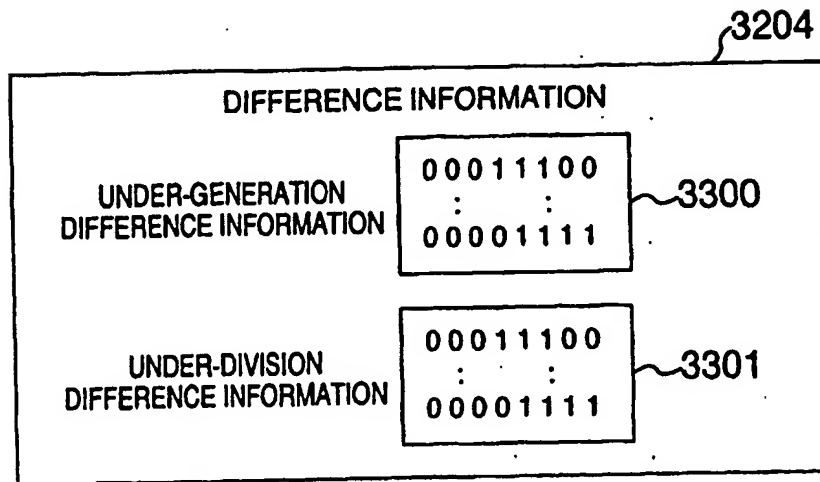 3204
DIFFERENCE INFORMATION
UNDER-GENERATION
DIFFERENCE INFORMATION
00011100
: :
00001111
3300
UNDER-DIVISION
DIFFERENCE INFORMATION
00011100
: :
00001111
3301